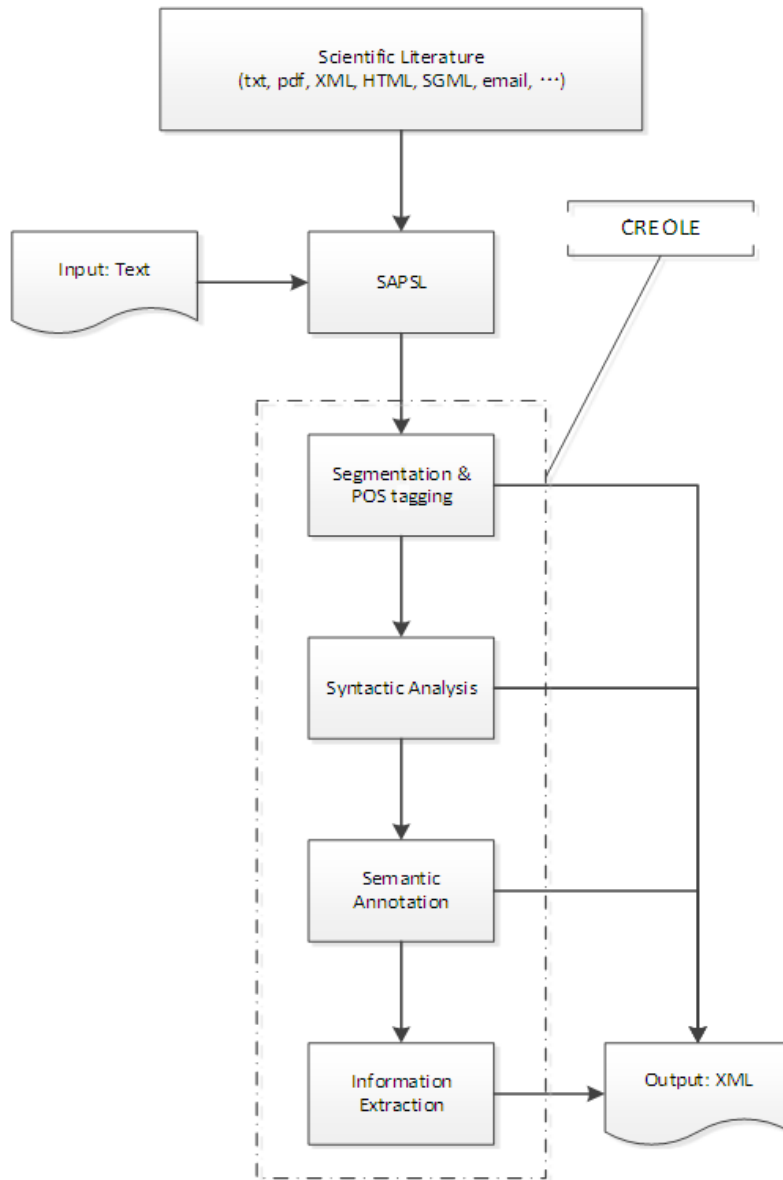 Scientific Literature
(txt, pdf, XML, HTML, SGML, email, ⋯)
CREOLE
Input: Text
SAPSL
Segmentation &
POS tagging
Syntactic Analysis
Semantic
Annotation
Information
Extraction
Output: XML